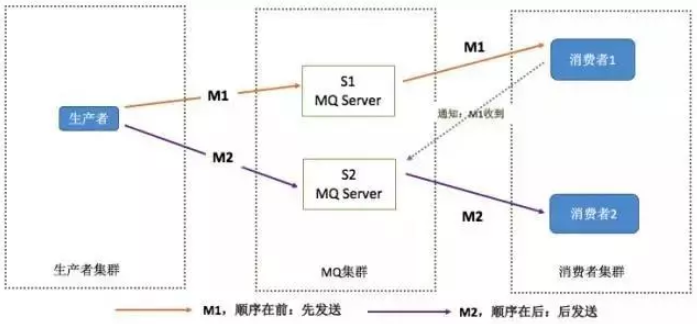 M1
消费者1
S1
MQ Server
M1
生产者
通知：M1收到
M2
S2
MQ Server
M2
消费者2
生产者集群
MQ集群
消费者集群
M1，顺序在前：先发送
M2，顺序在后：后发送